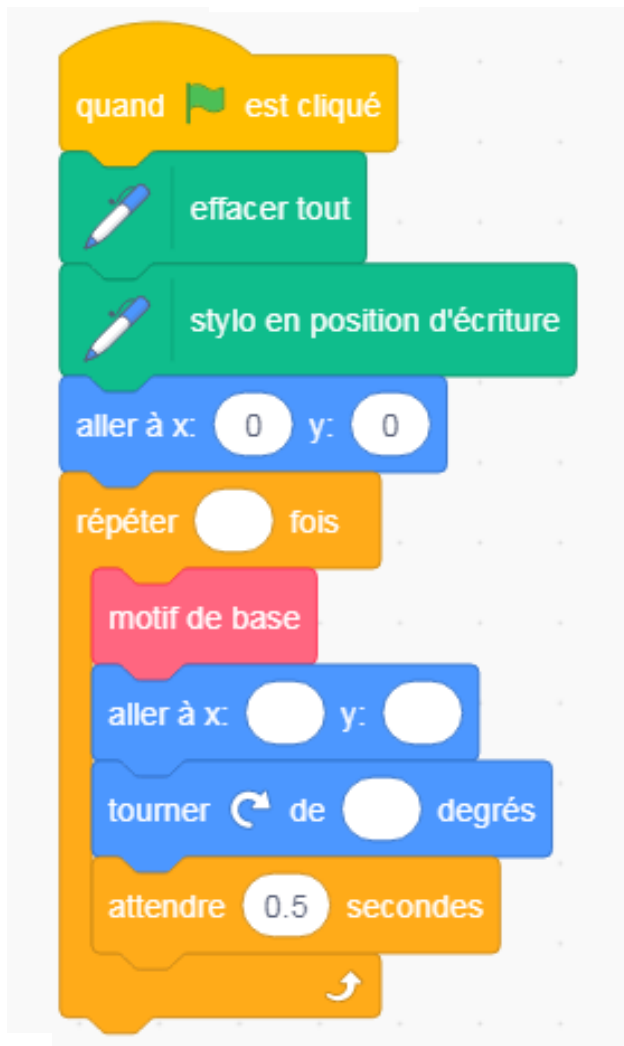 quand est cliqué
effacer tout
stylo en position d'écriture
aller à x: 0 y: 0
répéter fois
motif de base
aller à x: y:
tourner de degrés
attendre 0.5 secondes